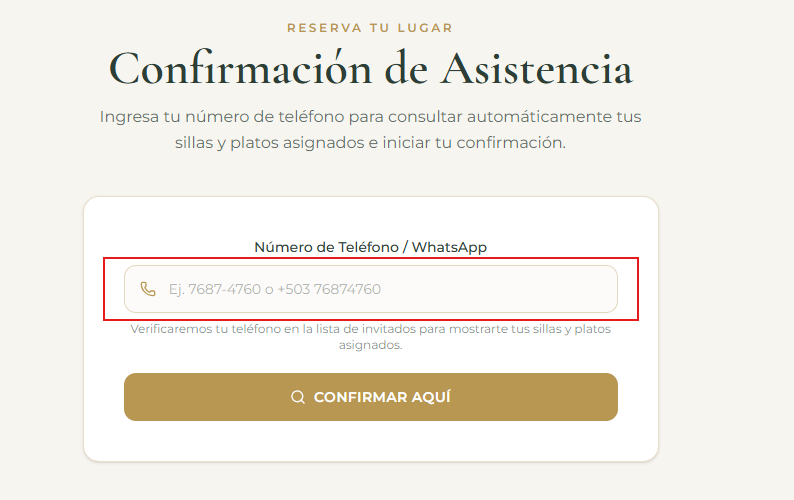 RESERVA TU LUGAR
Confirmación de Asistencia
Ingresa tu número de teléfono para consultar automáticamente tus
sillas y platos asignados e iniciar tu confirmación.
Número de Teléfono / WhatsApp
Ej. 7687-4760 o +503 76874760
Verificaremos tu teléfono en la lista de invitados para mostrarte tus sillas y platos
asignados.
CONFIRMAR AQUÍ